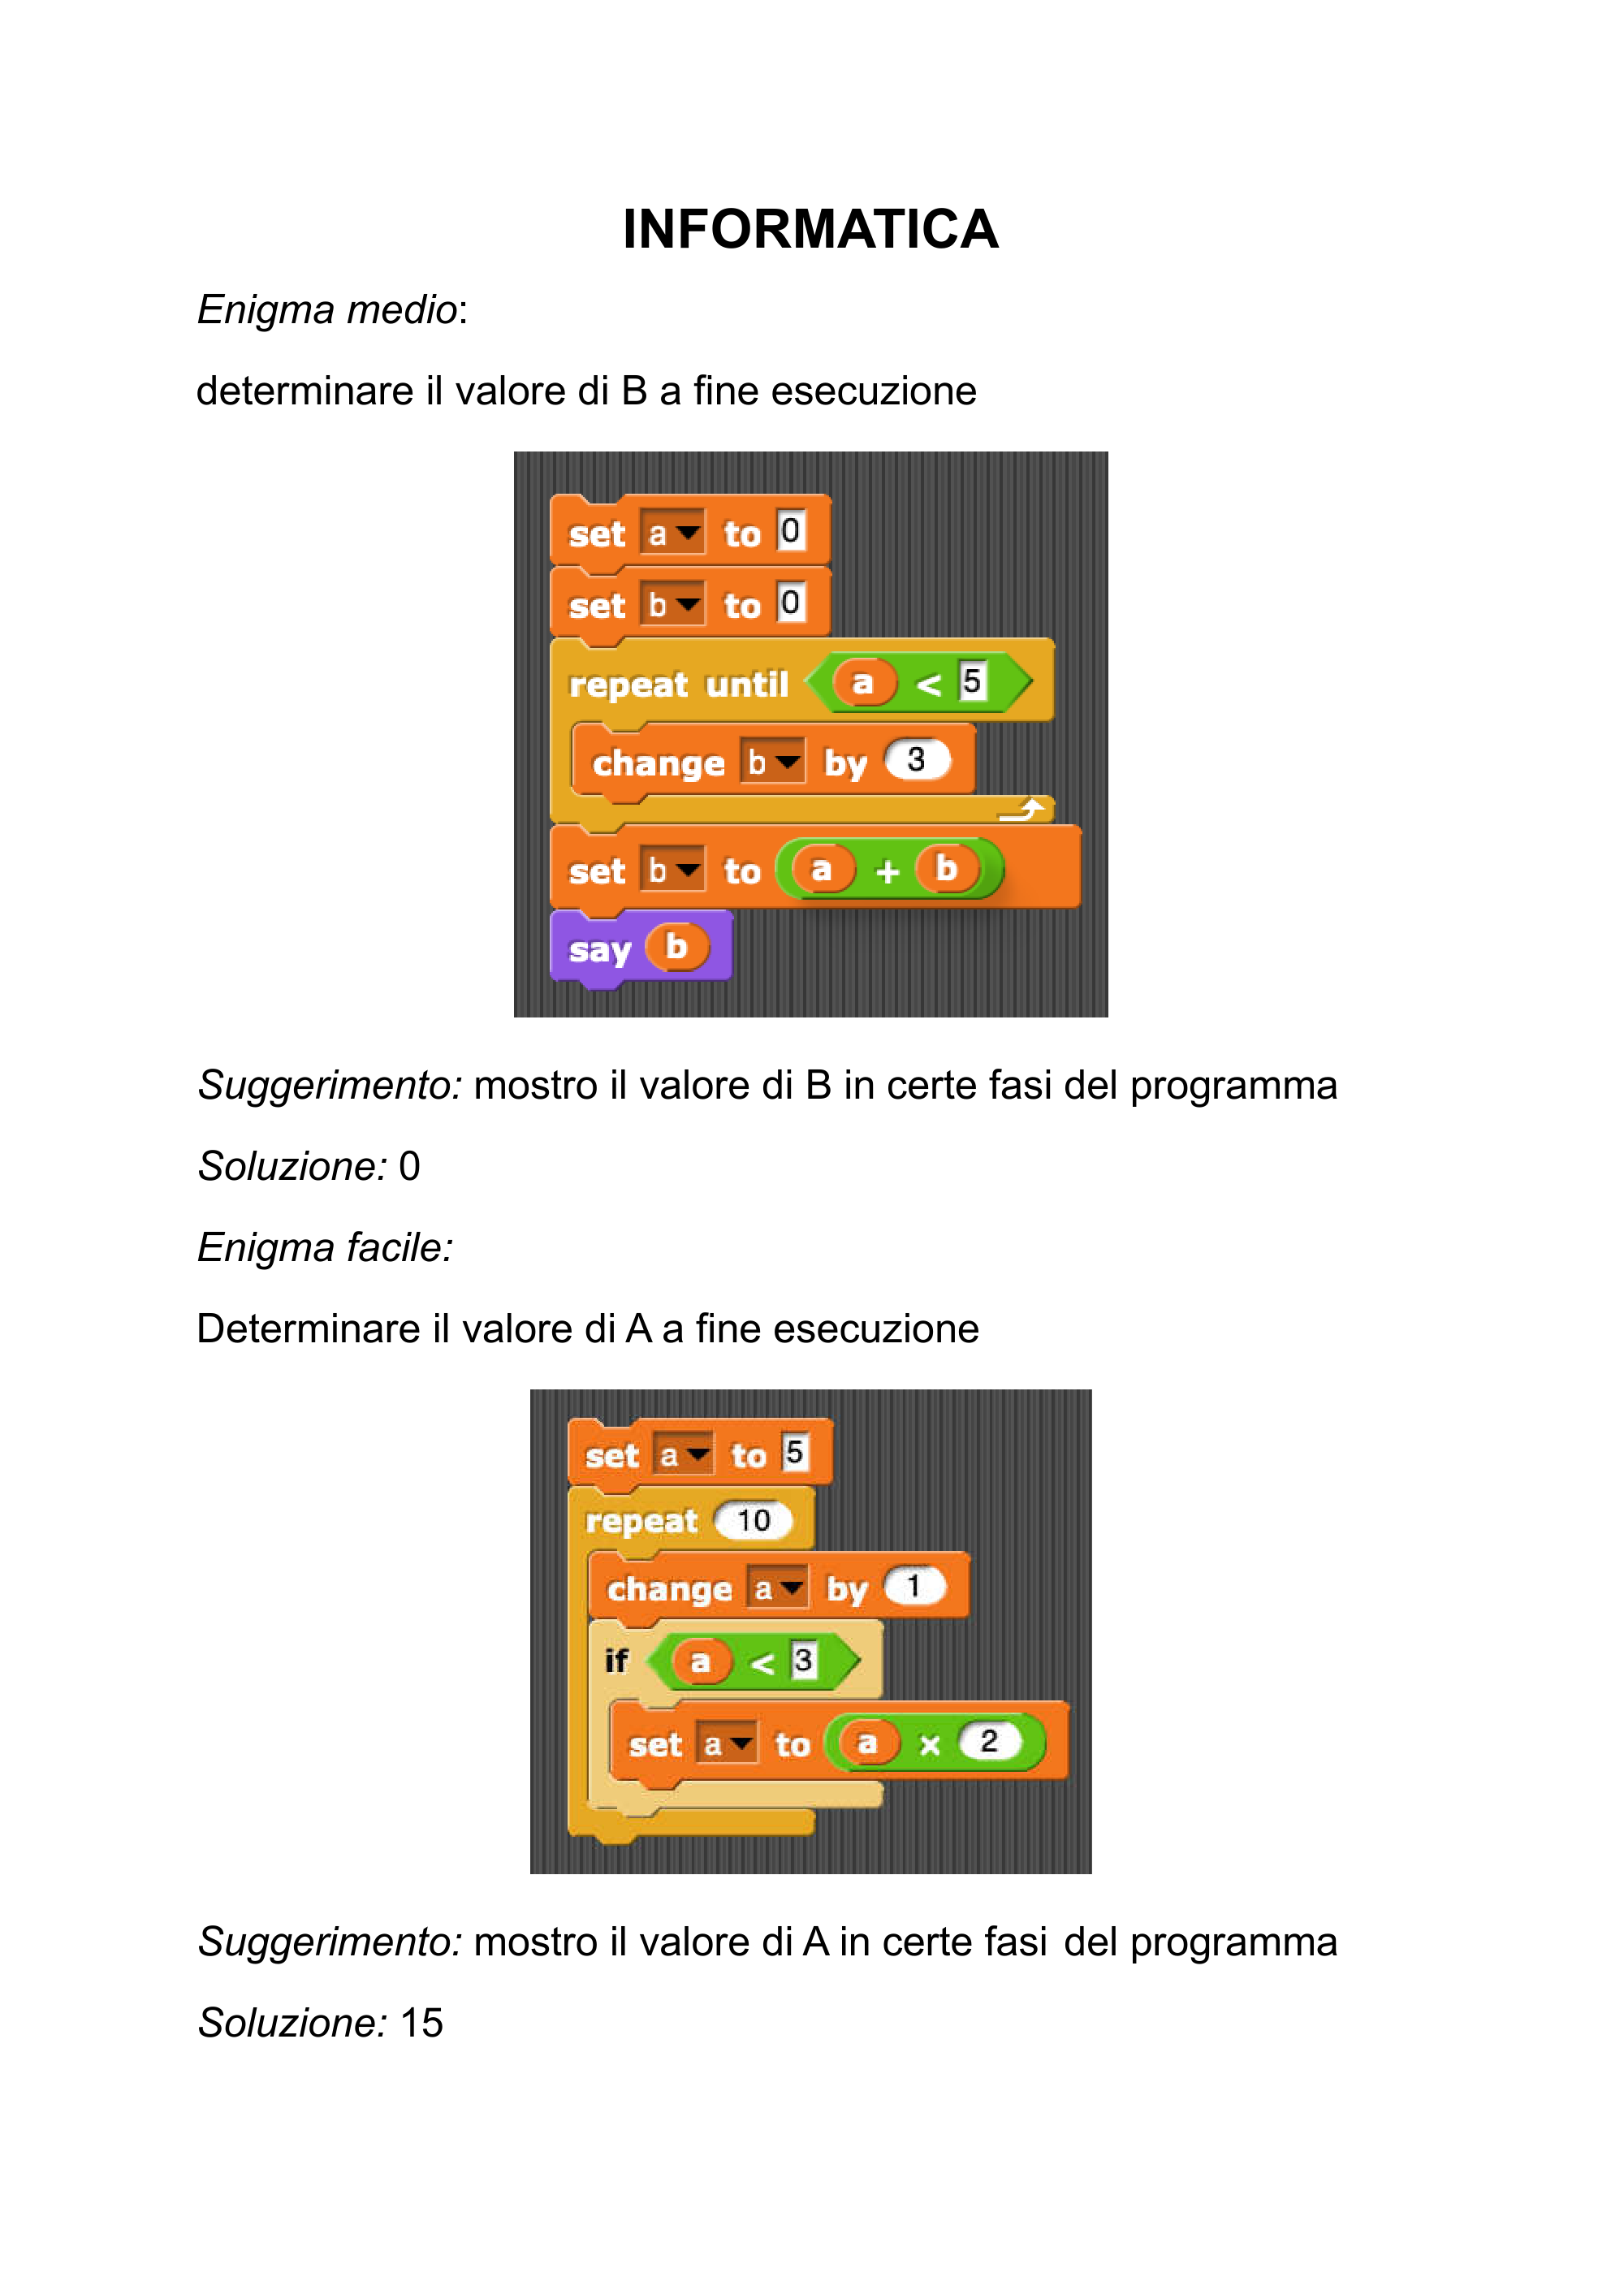 INFORMATICA
Enigma medio:
determinare il valore di B a fine esecuzione
set a to 0
set b to 0
repeat until a < 5
change b by 3
set b to a + b
say b
Suggerimento: mostro il valore di B in certe fasi del programma
Soluzione: 0
Enigma facile:
Determinare il valore di A a fine esecuzione
set a to 5
repeat 10
change a by 1
if a < 3
set a to a × 2
Suggerimento: mostro il valore di A in certe fasi del programma
Soluzione: 15